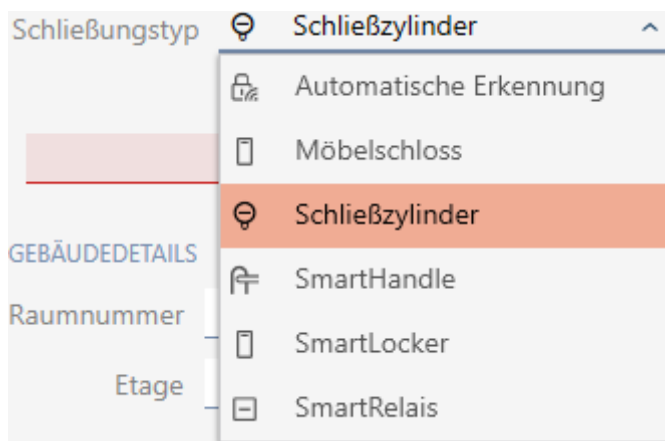 Schließungstyp Schließzylinder
Automatische Erkennung
Möbelschloss
Schließzylinder
GEBÄUDEDETAILS
SmartHandle
Raumnummer
SmartLocker
Etage
SmartRelais